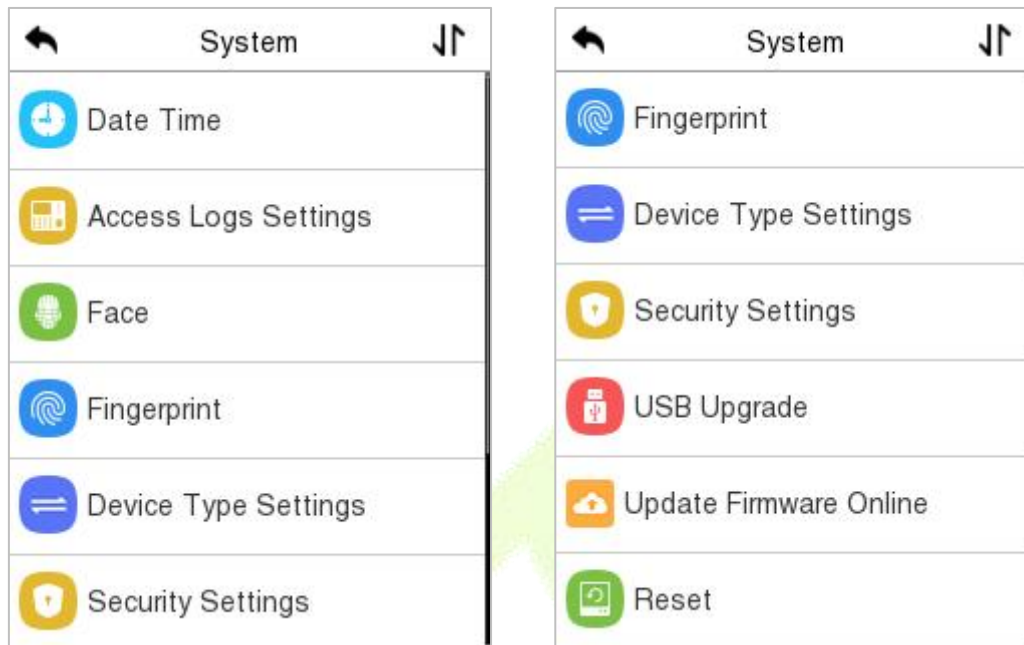 System
Date Time
Access Logs Settings
Face
Fingerprint
Device Type Settings
Security Settings
System
Fingerprint
Device Type Settings
Security Settings
USB Upgrade
Update Firmware Online
Reset